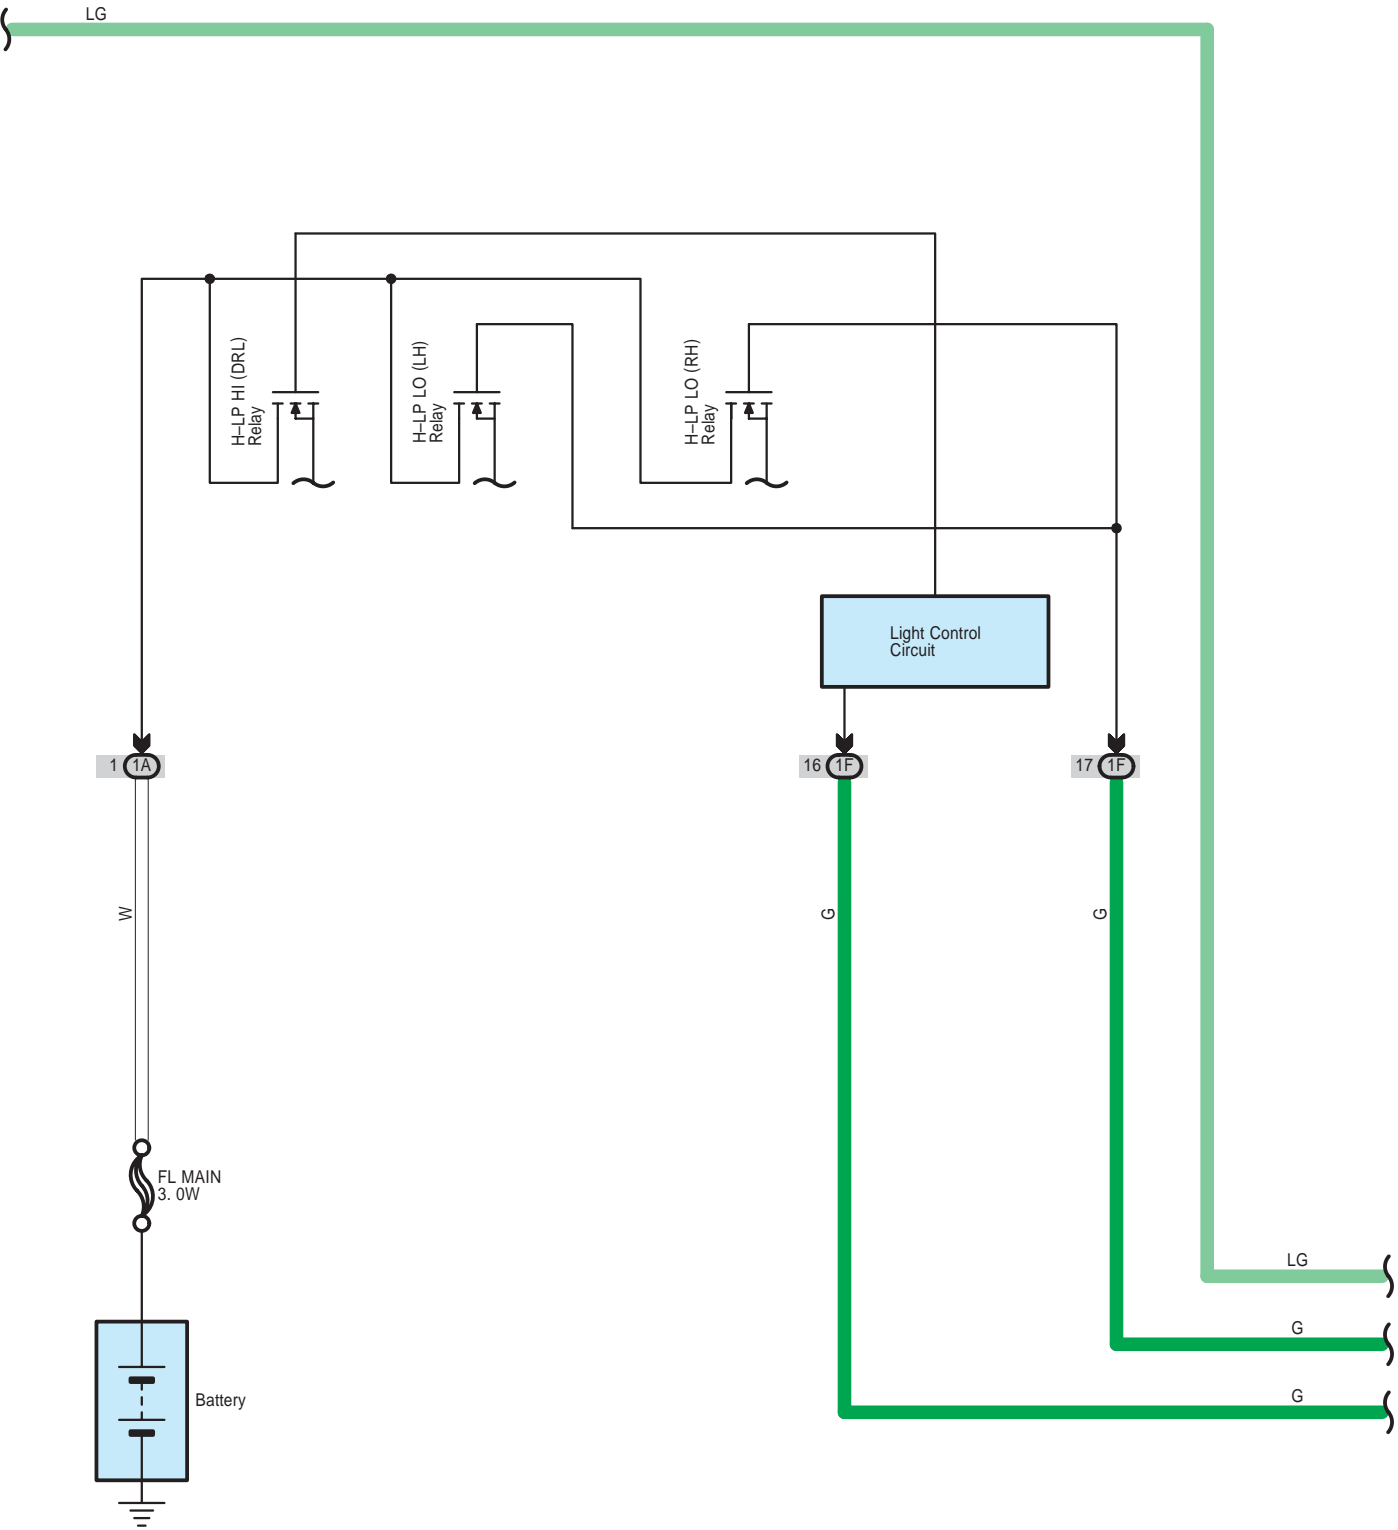 LG
H–LP HI (DRL)
Relay
H–LP LO (LH)
Relay
H–LP LO (RH)
Relay
Light Control
Circuit
1 1A
16 1F
17 1F
W
G
G
FL MAIN
3. 0W
LG
G
G
Battery